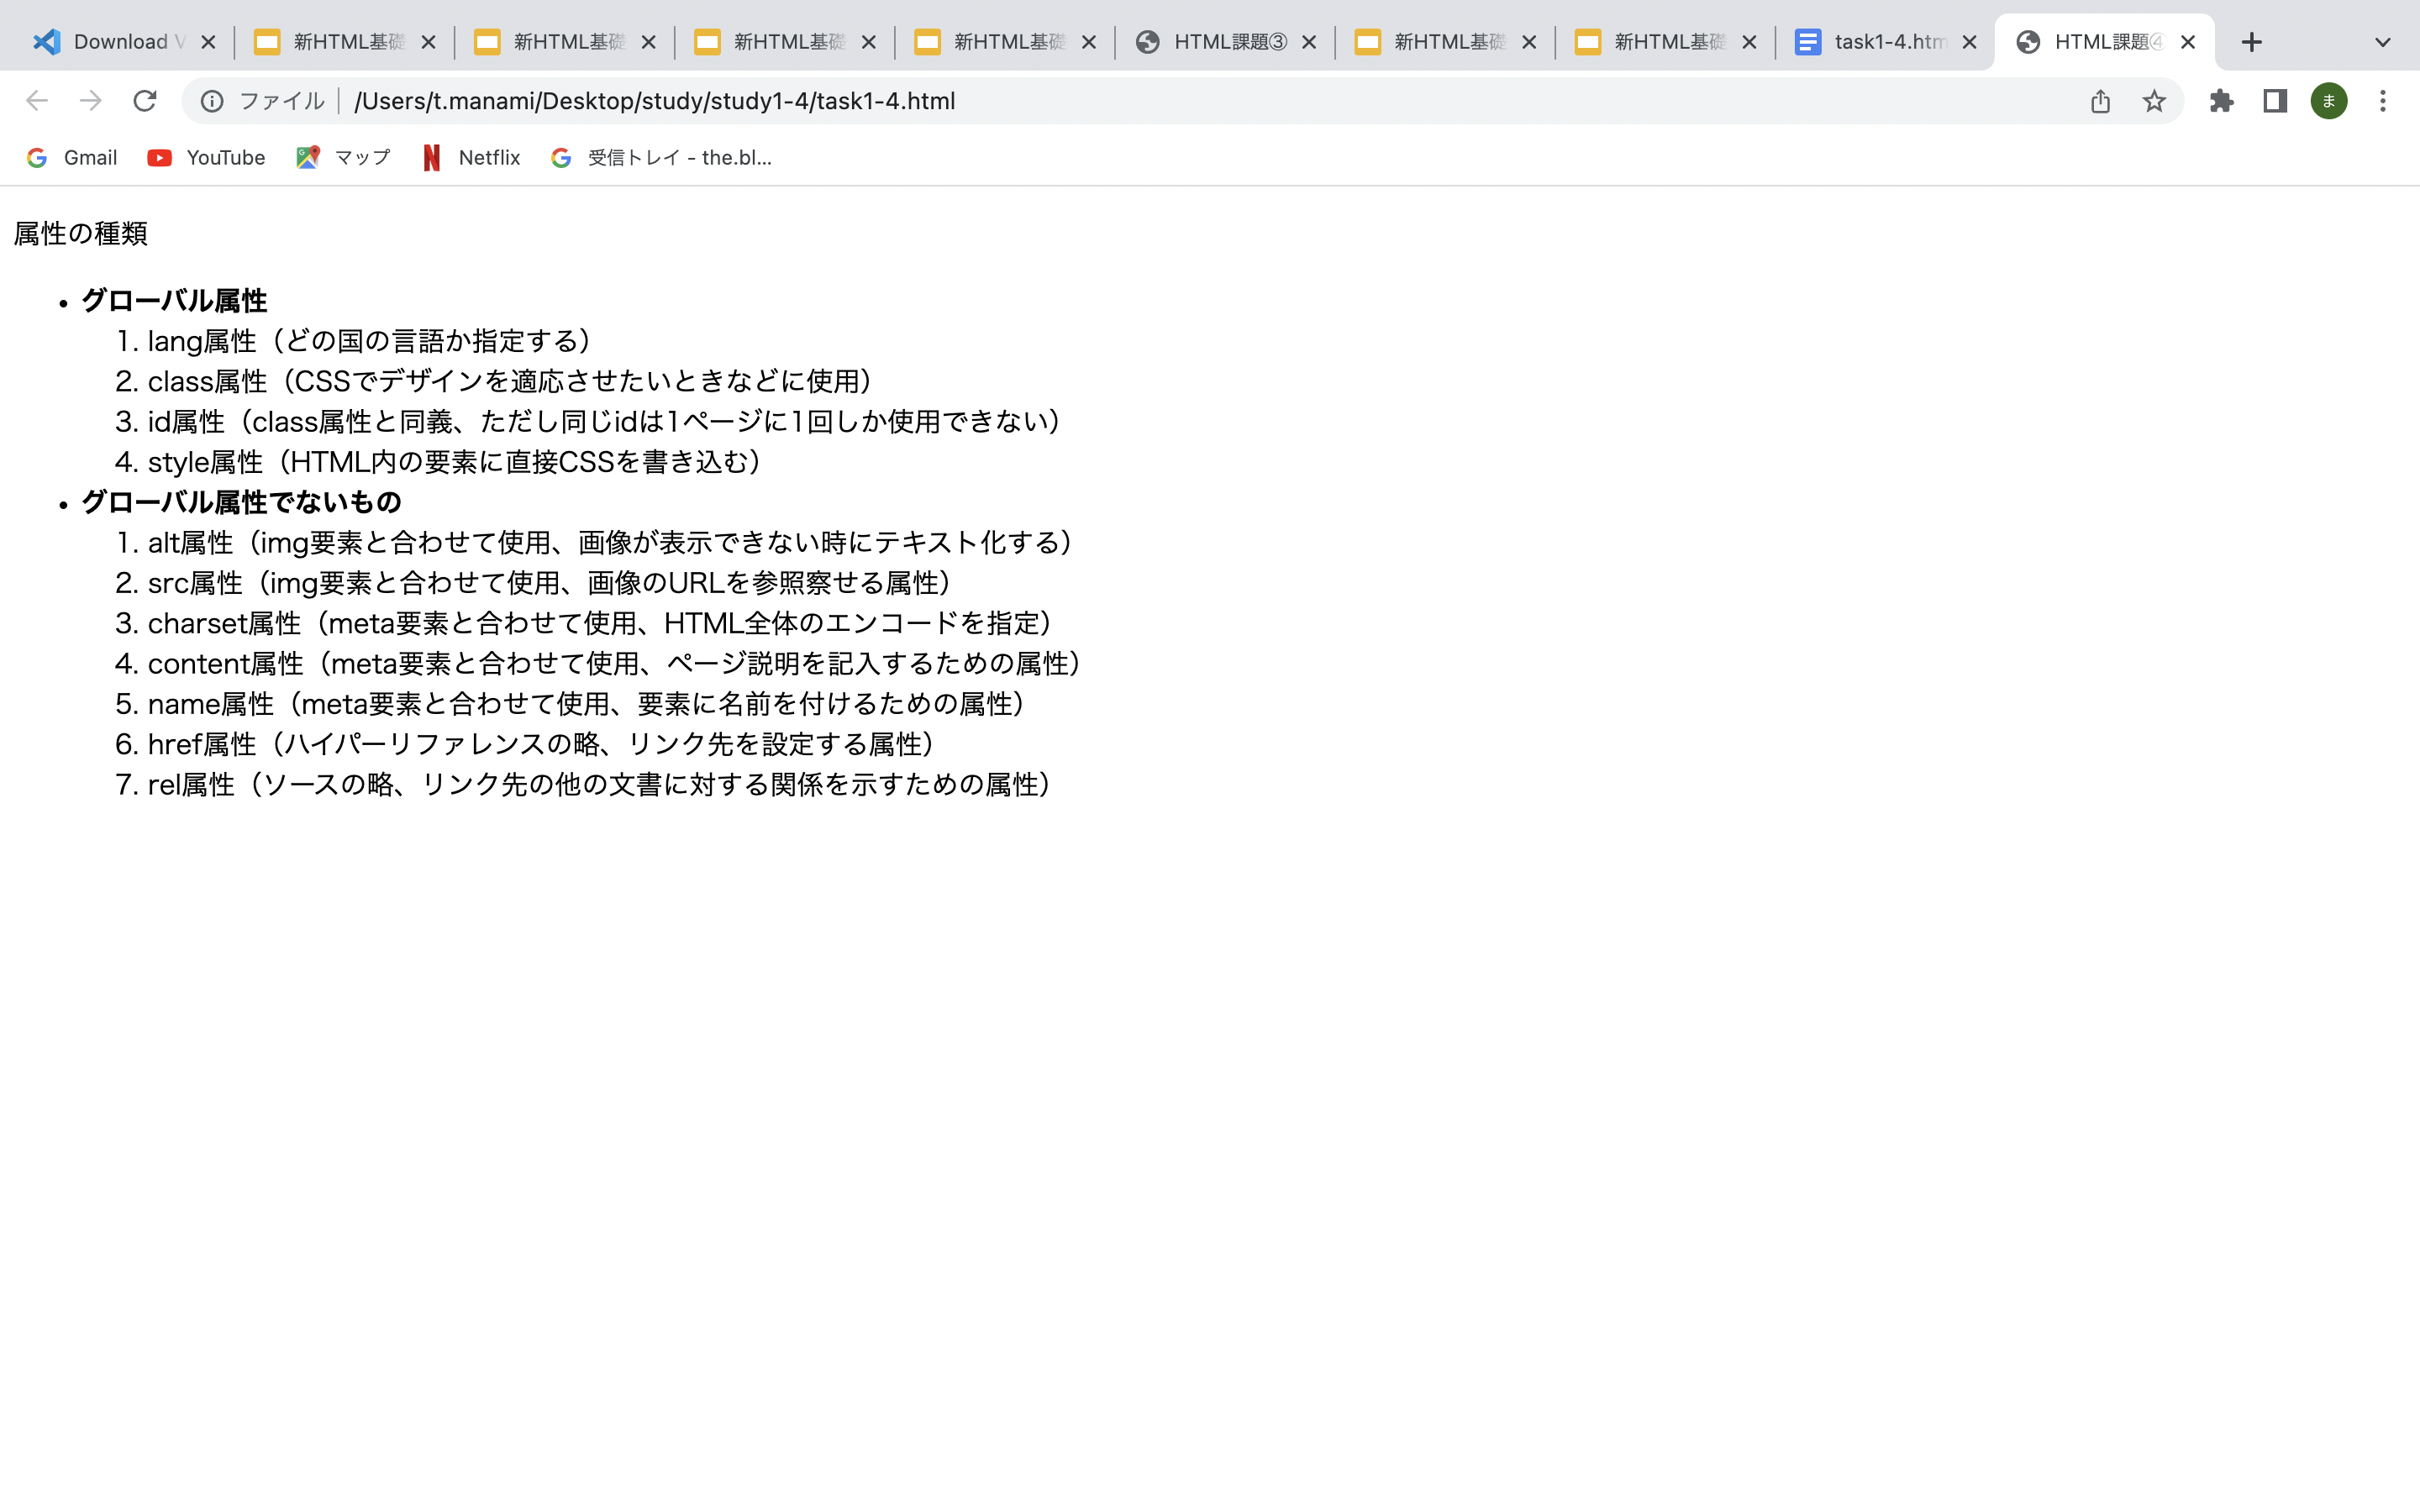 Download V
新HTML基礎
新HTML基礎
新HTML基礎
新HTML基礎
HTML課題③
新HTML基礎
新HTML基礎
task1-4.htm
HTML課題④
ファイル
/Users/t.manami/Desktop/study/study1-4/task1-4.html
ま
Gmail
YouTube
マップ
Netflix
受信トレイ - the.bl...
属性の種類
• グローバル属性
1. lang属性（どの国の言語か指定する）
2. class属性（CSSでデザインを適応させたいときなどに使用）
3. id属性（class属性と同義、ただし同じidは1ページに1回しか使用できない）
4. style属性（HTML内の要素に直接CSSを書き込む）
• グローバル属性でないもの
1. alt属性（img要素と合わせて使用、画像が表示できない時にテキスト化する）
2. src属性（img要素と合わせて使用、画像のURLを参照察せる属性）
3. charset属性（meta要素と合わせて使用、HTML全体のエンコードを指定）
4. content属性（meta要素と合わせて使用、ページ説明を記入するための属性）
5. name属性（meta要素と合わせて使用、要素に名前を付けるための属性）
6. href属性（ハイパーリファレンスの略、リンク先を設定する属性）
7. rel属性（ソースの略、リンク先の他の文書に対する関係を示すための属性）